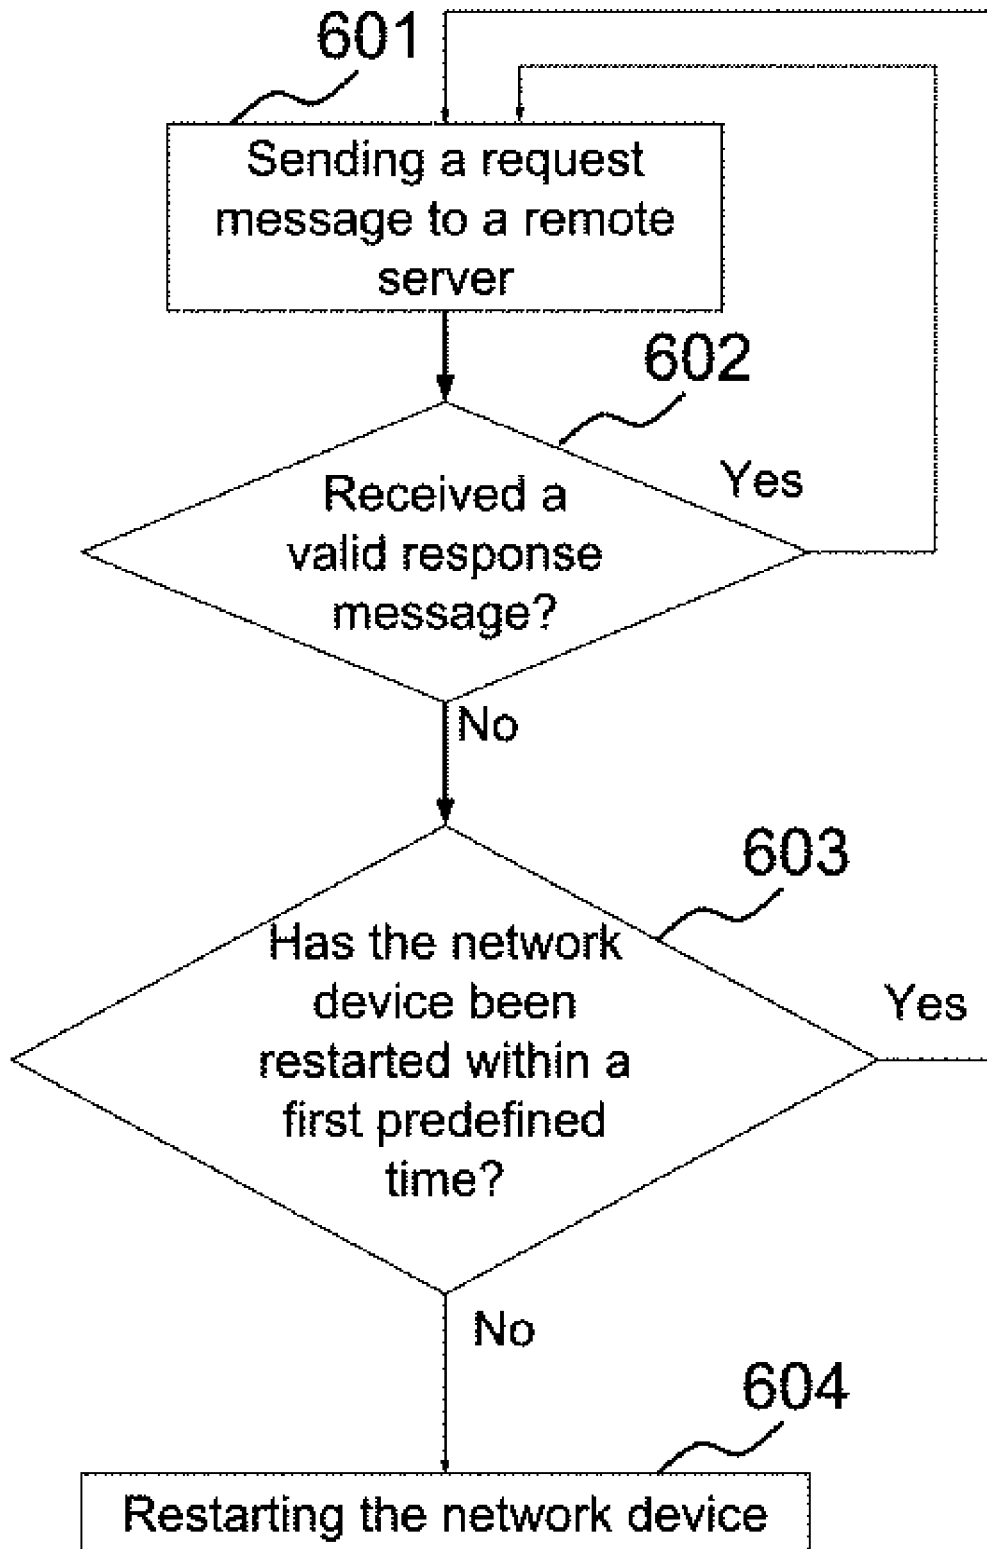 601
Sending a request
message to a remote
server
602
Yes
Received a
valid response
message?
No
603
Has the network
device been
restarted within a
first predefined
time?
Yes
No
604
Restarting the network device